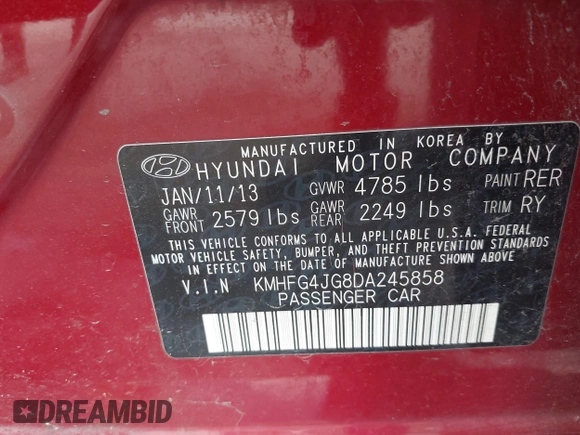 MANUFACTURED IN KOREA BY
HYUNDAI MOTOR COMPANY
JAN/11/13 GVWR 4785 lbs PAINT RER
GAWR FRONT 2579 lbs GAWR REAR 2249 lbs TRIM RY
THIS VEHICLE CONFORMS TO ALL APPLICABLE U.S.A. FEDERAL
MOTOR VEHICLE SAFETY, BUMPER, AND THEFT PREVENTION STANDARDS
IN EFFECT ON THE DATE OF MANUFACTURE SHOWN ABOVE.
V.I.N KMHFG4JG8DA245858
PASSENGER CAR
DREAMBID